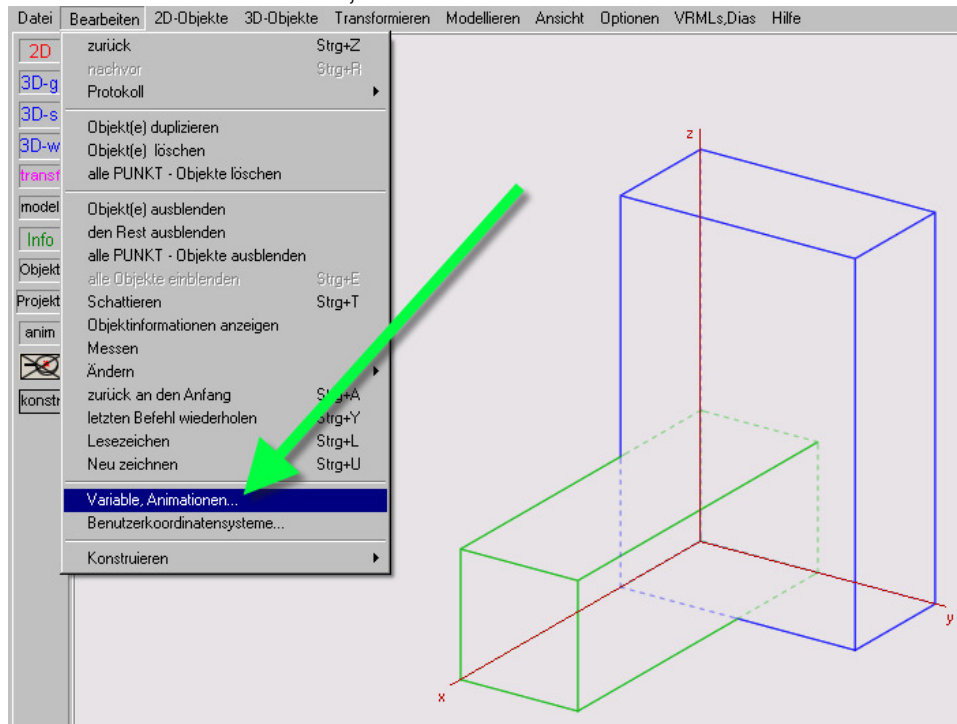 Datei Bearbeiten 2D-Objekte 3D-Objekte Transformieren Modellieren Ansicht Optionen VRMLs,Dias Hilfe
2D
3D-g
3D-s
3D-w
transf
model
Info
Objekt
Projekt
anim
konstr
zurück Strg+Z
nachvor Strg+R
Protokoll
Objekt(e) duplizieren
Objekt(e) löschen
alle PUNKT - Objekte löschen
Objekt(e) ausblenden
den Rest ausblenden
alle PUNKT - Objekte ausblenden
alle Objekte einblenden Strg+E
Schattieren Strg+T
Objektinformationen anzeigen
Messen
Ändern
zurück an den Anfang Strg+A
letzten Befehl wiederholen Strg+Y
Lesezeichen Strg+L
Neu zeichnen Strg+U
Variable, Animationen...
Benutzerkoordinatensysteme...
Konstruieren
z
y
x